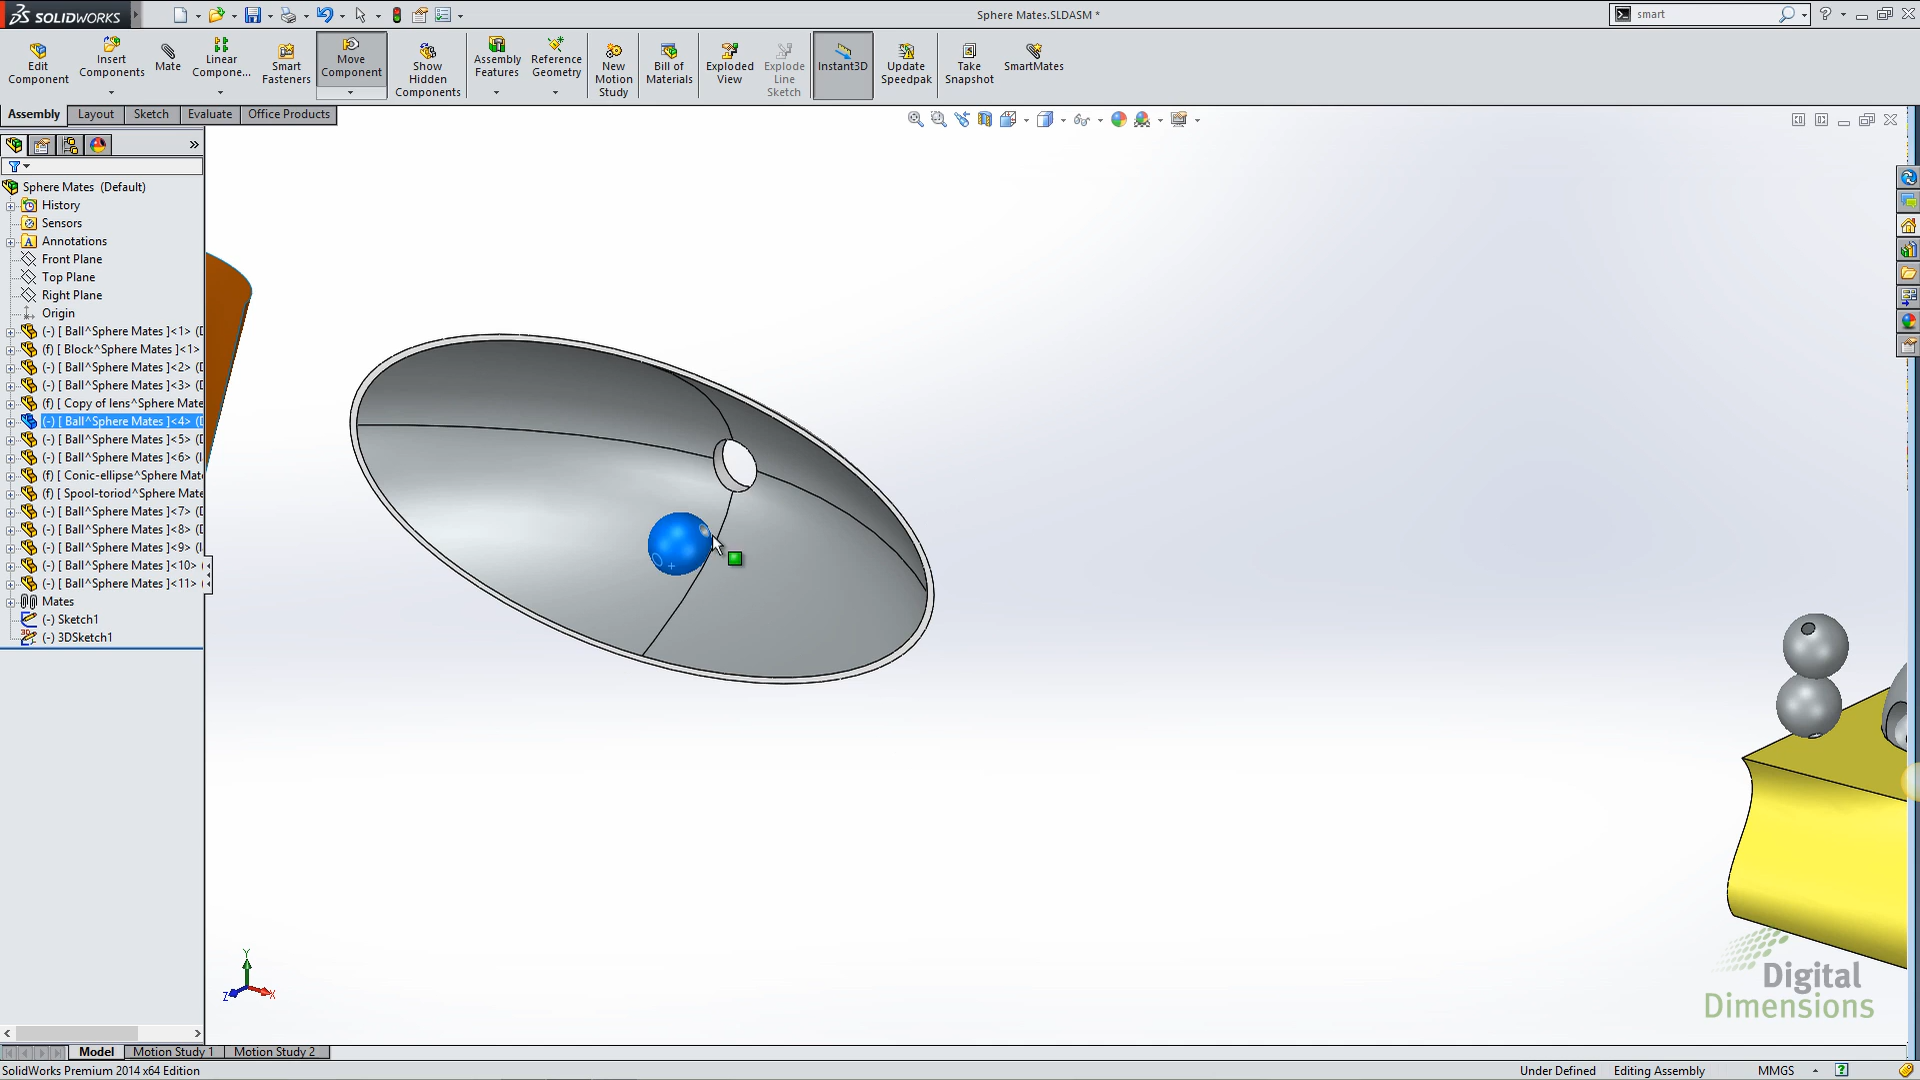 SOLIDWORKS
Sphere Mates.SLDASM *
smart
Edit Component
Insert Components
Mate
Linear Compone...
Smart Fasteners
Move Component
Show Hidden Components
Assembly Features
Reference Geometry
New Motion Study
Bill of Materials
Exploded View
Explode Line Sketch
Instant3D
Update Speedpak
Take Snapshot
SmartMates
Assembly
Layout
Sketch
Evaluate
Office Products
Sphere Mates (Default)
History
Sensors
Annotations
Front Plane
Top Plane
Right Plane
Origin
(-) [ Ball^Sphere Mates ]<1> (D
(f) [ Block^Sphere Mates ]<1>
(-) [ Ball^Sphere Mates ]<2> (D
(-) [ Ball^Sphere Mates ]<3> (D
(f) [ Copy of lens^Sphere Mate
(-) [ Ball^Sphere Mates ]<4> (D
(-) [ Ball^Sphere Mates ]<5> (D
(-) [ Ball^Sphere Mates ]<6> (I
(f) [ Conic-ellipse^Sphere Mat
(f) [ Spool-toriod^Sphere Mate
(-) [ Ball^Sphere Mates ]<7> (D
(-) [ Ball^Sphere Mates ]<8> (D
(-) [ Ball^Sphere Mates ]<9> (I
(-) [ Ball^Sphere Mates ]<10> (
(-) [ Ball^Sphere Mates ]<11> (
Mates
(-) Sketch1
(-) 3DSketch1
Y
Z
X
Digital
Dimensions
Model
Motion Study 1
Motion Study 2
SolidWorks Premium 2014 x64 Edition
Under Defined
Editing Assembly
MMGS